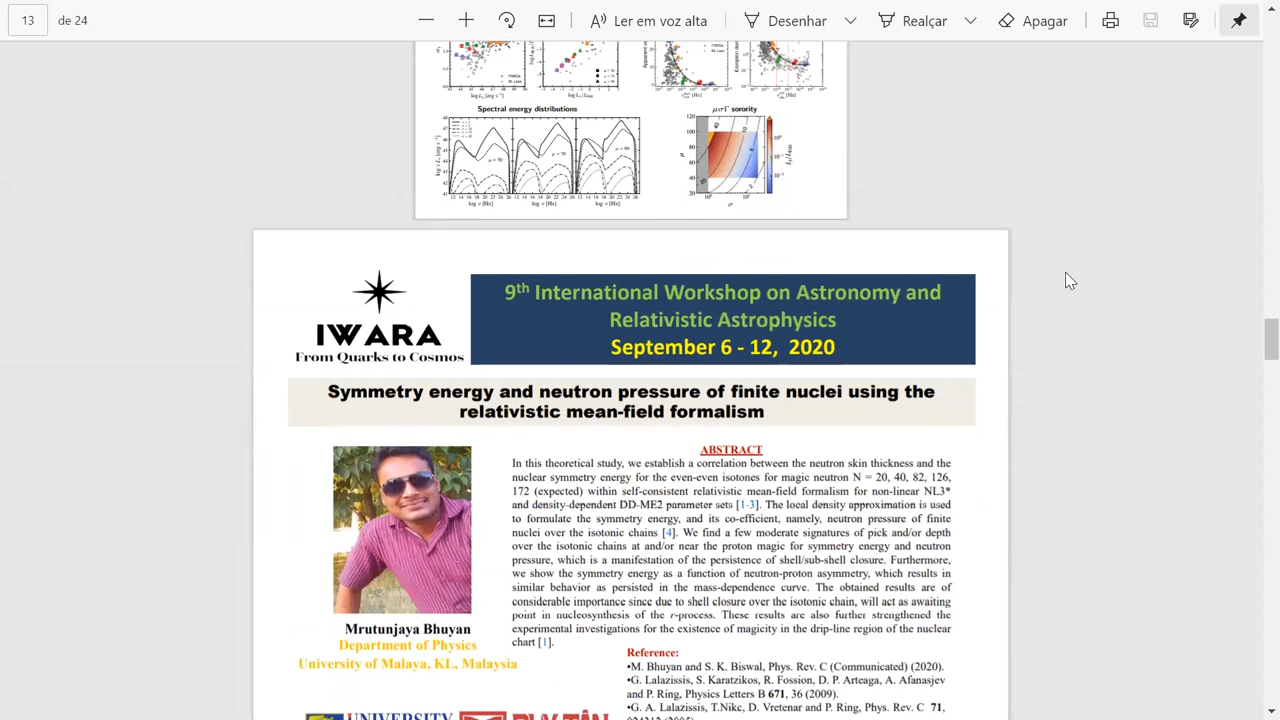 13
de 24
Ler em voz alta
Desenhar
Realçar
Apagar
Spectral energy distributions
μσΓ sorority
IWARA
From Quarks to Cosmos
9th International Workshop on Astronomy and
Relativistic Astrophysics
September 6 - 12, 2020
Symmetry energy and neutron pressure of finite nuclei using the
relativistic mean-field formalism
Mrutunjaya Bhuyan
Department of Physics
University of Malaya, KL, Malaysia
ABSTRACT
In this theoretical study, we establish a correlation between the neutron skin thickness and the
nuclear symmetry energy for the even-even isotones for magic neutron N = 20, 40, 82, 126,
172 (expected) within self-consistent relativistic mean-field formalism for non-linear NL3*
and density-dependent DD-ME2 parameter sets [1-3]. The local density approximation is used
to formulate the symmetry energy, and its co-efficient, namely, neutron pressure of finite
nuclei over the isotonic chains [4]. We find a few moderate signatures of pick and/or depth
over the isotonic chains at and/or near the proton magic for symmetry energy and neutron
pressure, which is a manifestation of the persistence of shell/sub-shell closure. Furthermore,
we show the symmetry energy as a function of neutron-proton asymmetry, which results in
similar behavior as persisted in the mass-dependence curve. The obtained results are of
considerable importance since due to shell closure over the isotonic chain, will act as awaiting
point in nucleosynthesis of the r-process. These results are also further strengthened the
experimental investigations for the existence of magicity in the drip-line region of the nuclear
chart [1].
Reference:
•M. Bhuyan and S. K. Biswal, Phys. Rev. C (Communicated) (2020).
•G. Lalazissis, S. Karatzikos, R. Fossion, D. P. Arteaga, A. Afanasjev
and P. Ring, Physics Letters B 671, 36 (2009).
•G. A. Lalazissis, T.Nikc, D. Vretenar and P. Ring, Phys. Rev. C 71,
UNIVERSITY
DUY TAN